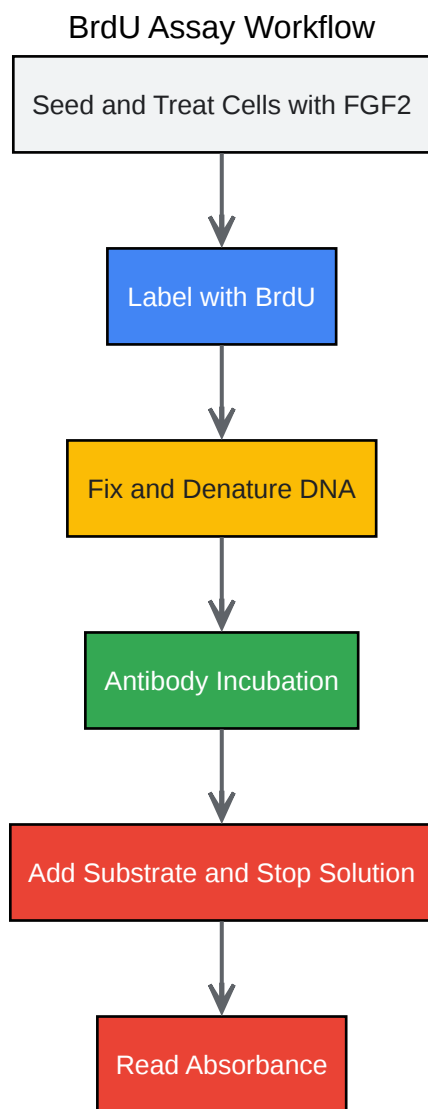 BrdU Assay Workflow
Seed and Treat Cells with FGF2
Label with BrdU
Fix and Denature DNA
Antibody Incubation
Add Substrate and Stop Solution
Read Absorbance